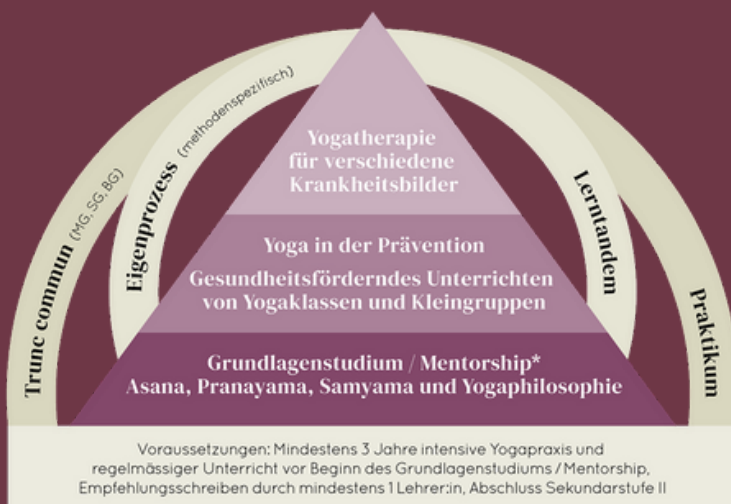 Trunc commun (MG, SG, BG)
Eigenprozess (methodenspezifisch)
Yogatherapie
für verschiedene
Krankheitsbilder
Yoga in der Prävention
Gesundheitsförderndes Unterrichten
von Yogaklassen und Kleingruppen
Grundlagenstudium / Mentorship*
Asana, Pranayama, Samyama und Yogaphilosophie
Lerntandem
Praktikum
Voraussetzungen: Mindestens 3 Jahre intensive Yogapraxis und
regelmässiger Unterricht vor Beginn des Grundlagenstudiums / Mentorship,
Empfehlungsschreiben durch mindestens 1 Lehrer:in, Abschluss Sekundarstufe II